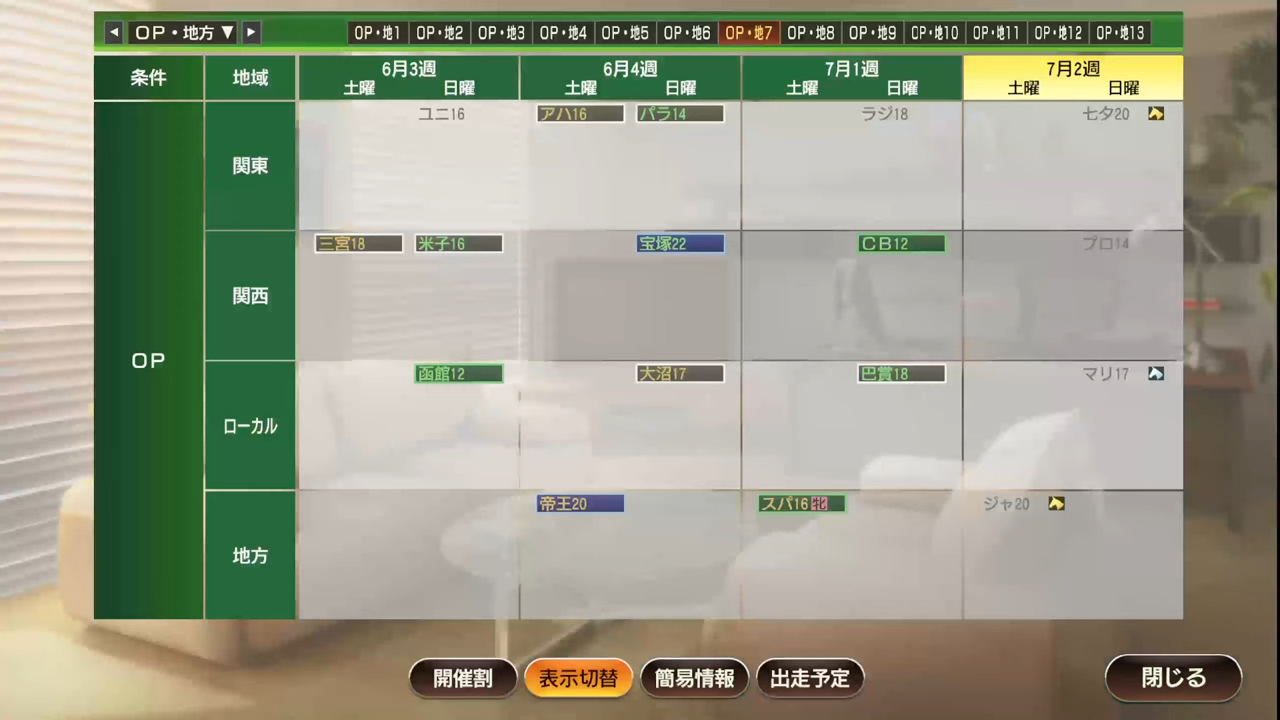 ◀ OP・地方▼ ▶ OP・地1 OP・地2 OP・地3 OP・地4 OP・地5 OP・地6 OP・地7 OP・地8 OP・地9 OP・地10 OP・地11 OP・地12 OP・地13
条件 地域 6月3週 6月4週 7月1週 7月2週
土曜 日曜 土曜 日曜 土曜 日曜 土曜 日曜
ユニ16 アハ16 パラ14 ラジ18 七夕20
関東
三宮18 米子16 宝塚22 CB12 プロ14
関西
OP
函館12 大沼17 巴賞18 マリ17
ローカル
帝王20 スパ16牝 ジャ20
地方
開催割 表示切替 簡易情報 出走予定 閉じる